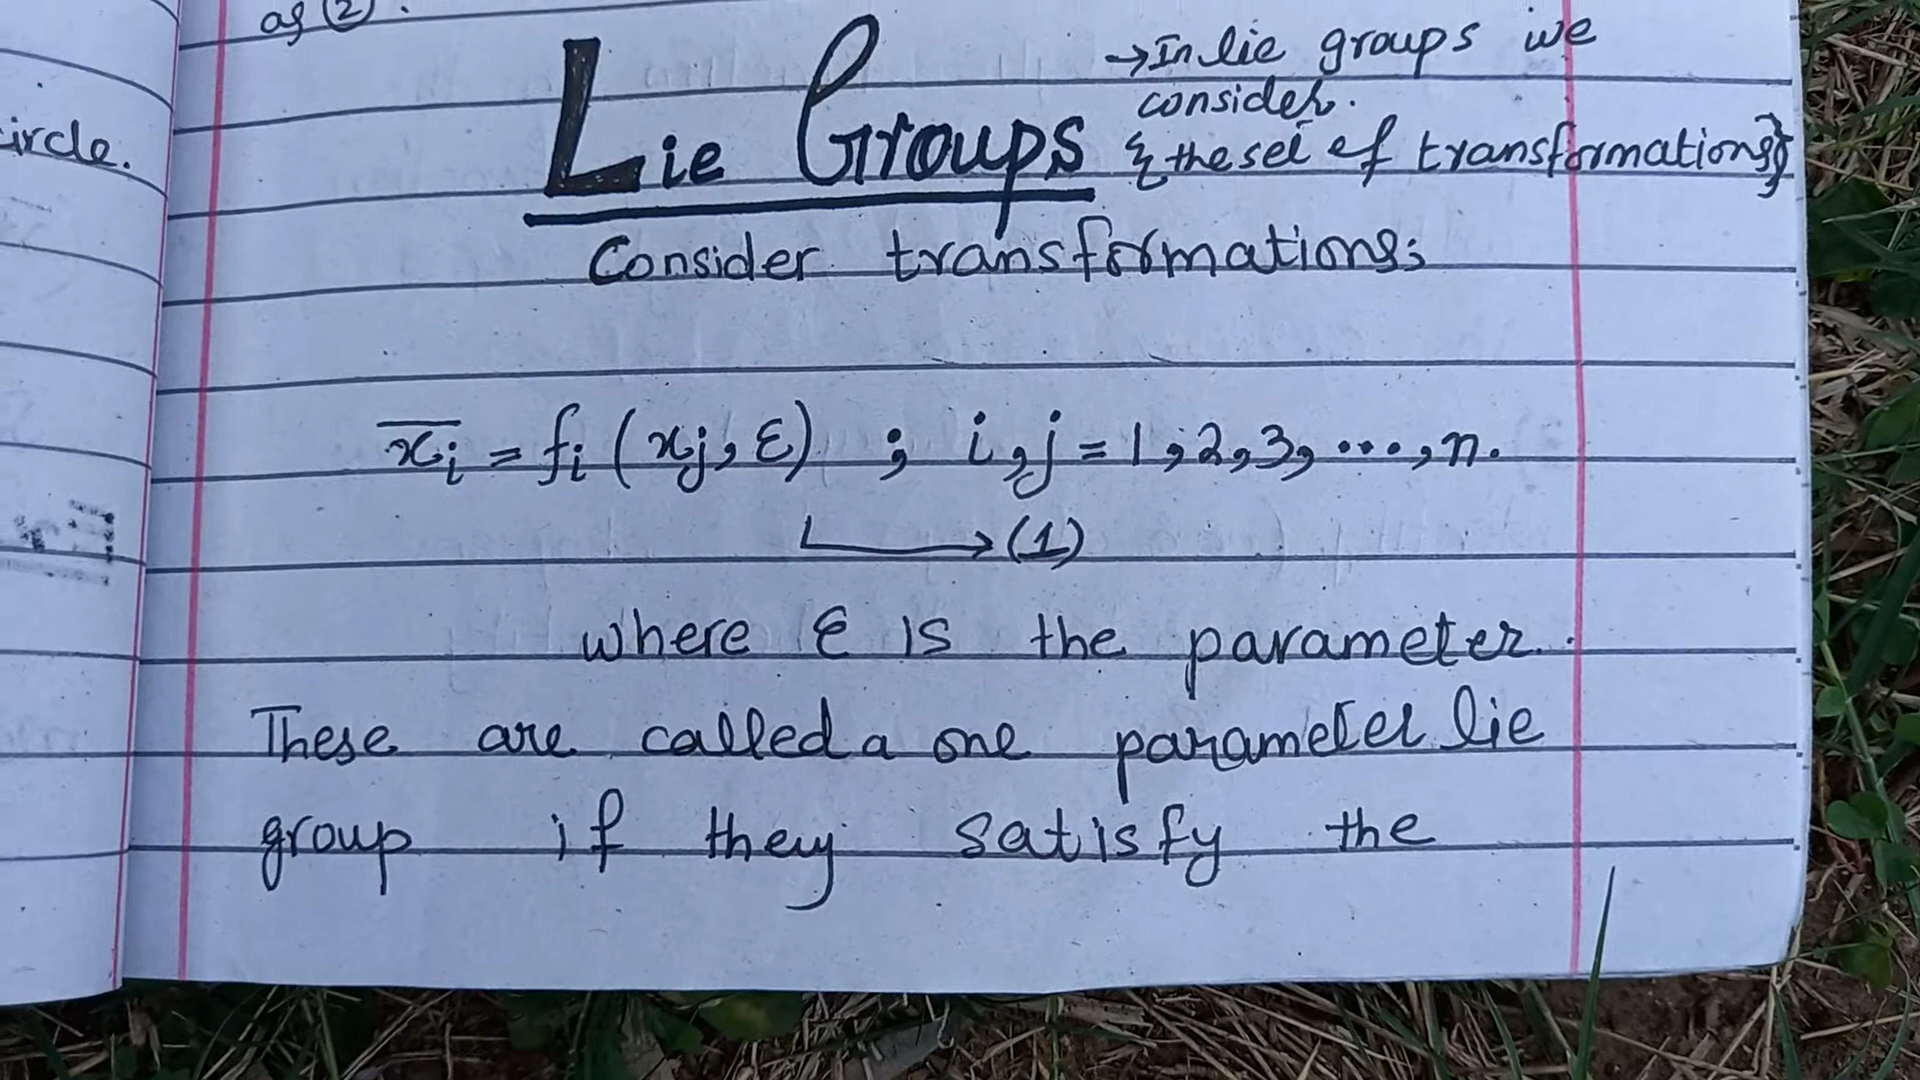 as ②.
ircle.
Lie Groups
→In lie groups we
consider.
{the set of transformations}
Consider transformations;
x̅i = fi (xj, ε) ; i,j = 1,2,3, ...,n.
→(1)
where ε is the parameter.
These are called a one parameter lie
group if they satisfy the